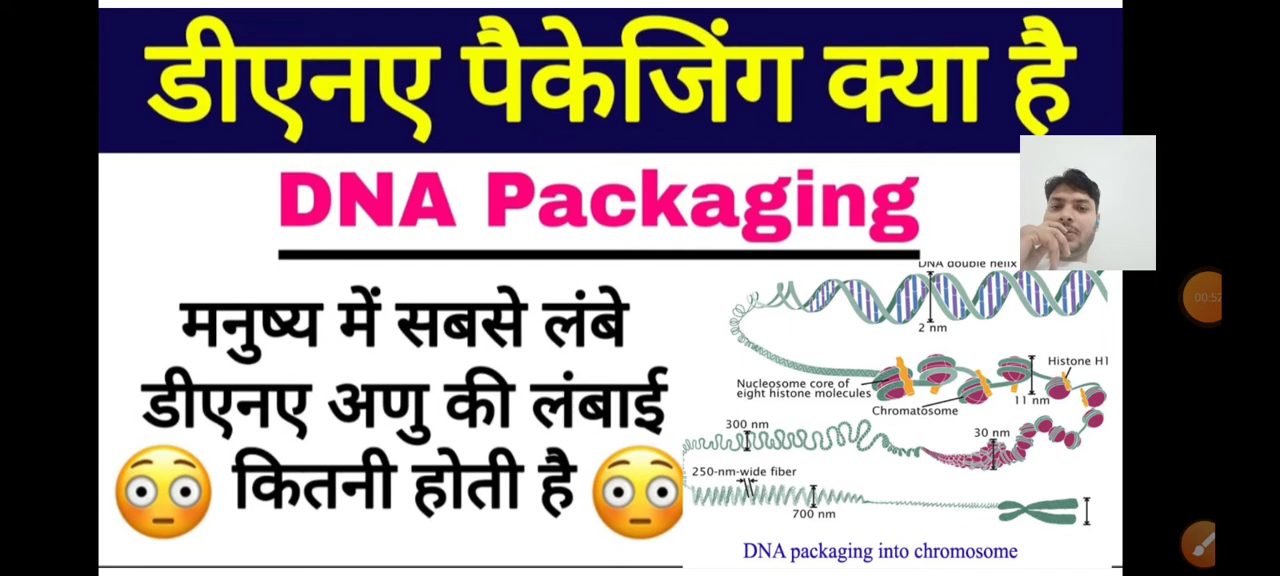 डीएनए पैकेजिंग क्या है
DNA Packaging
मनुष्य में सबसे लंबे
डीएनए अणु की लंबाई
कितनी होती है
DNA double helix
2 nm
Histone H1
Nucleosome core of
eight histone molecules
Chromatosome
11 nm
300 nm
30 nm
250-nm-wide fiber
700 nm
DNA packaging into chromosome
00:52